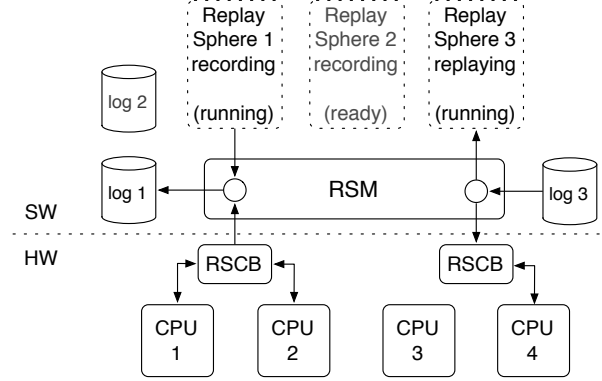 Replay
Sphere 1
recording
(running)
Replay
Sphere 2
recording
(ready)
Replay
Sphere 3
replaying
(running)
log 2
log 1
RSM
log 3
SW
HW
RSCB
RSCB
CPU
1
CPU
2
CPU
3
CPU
4